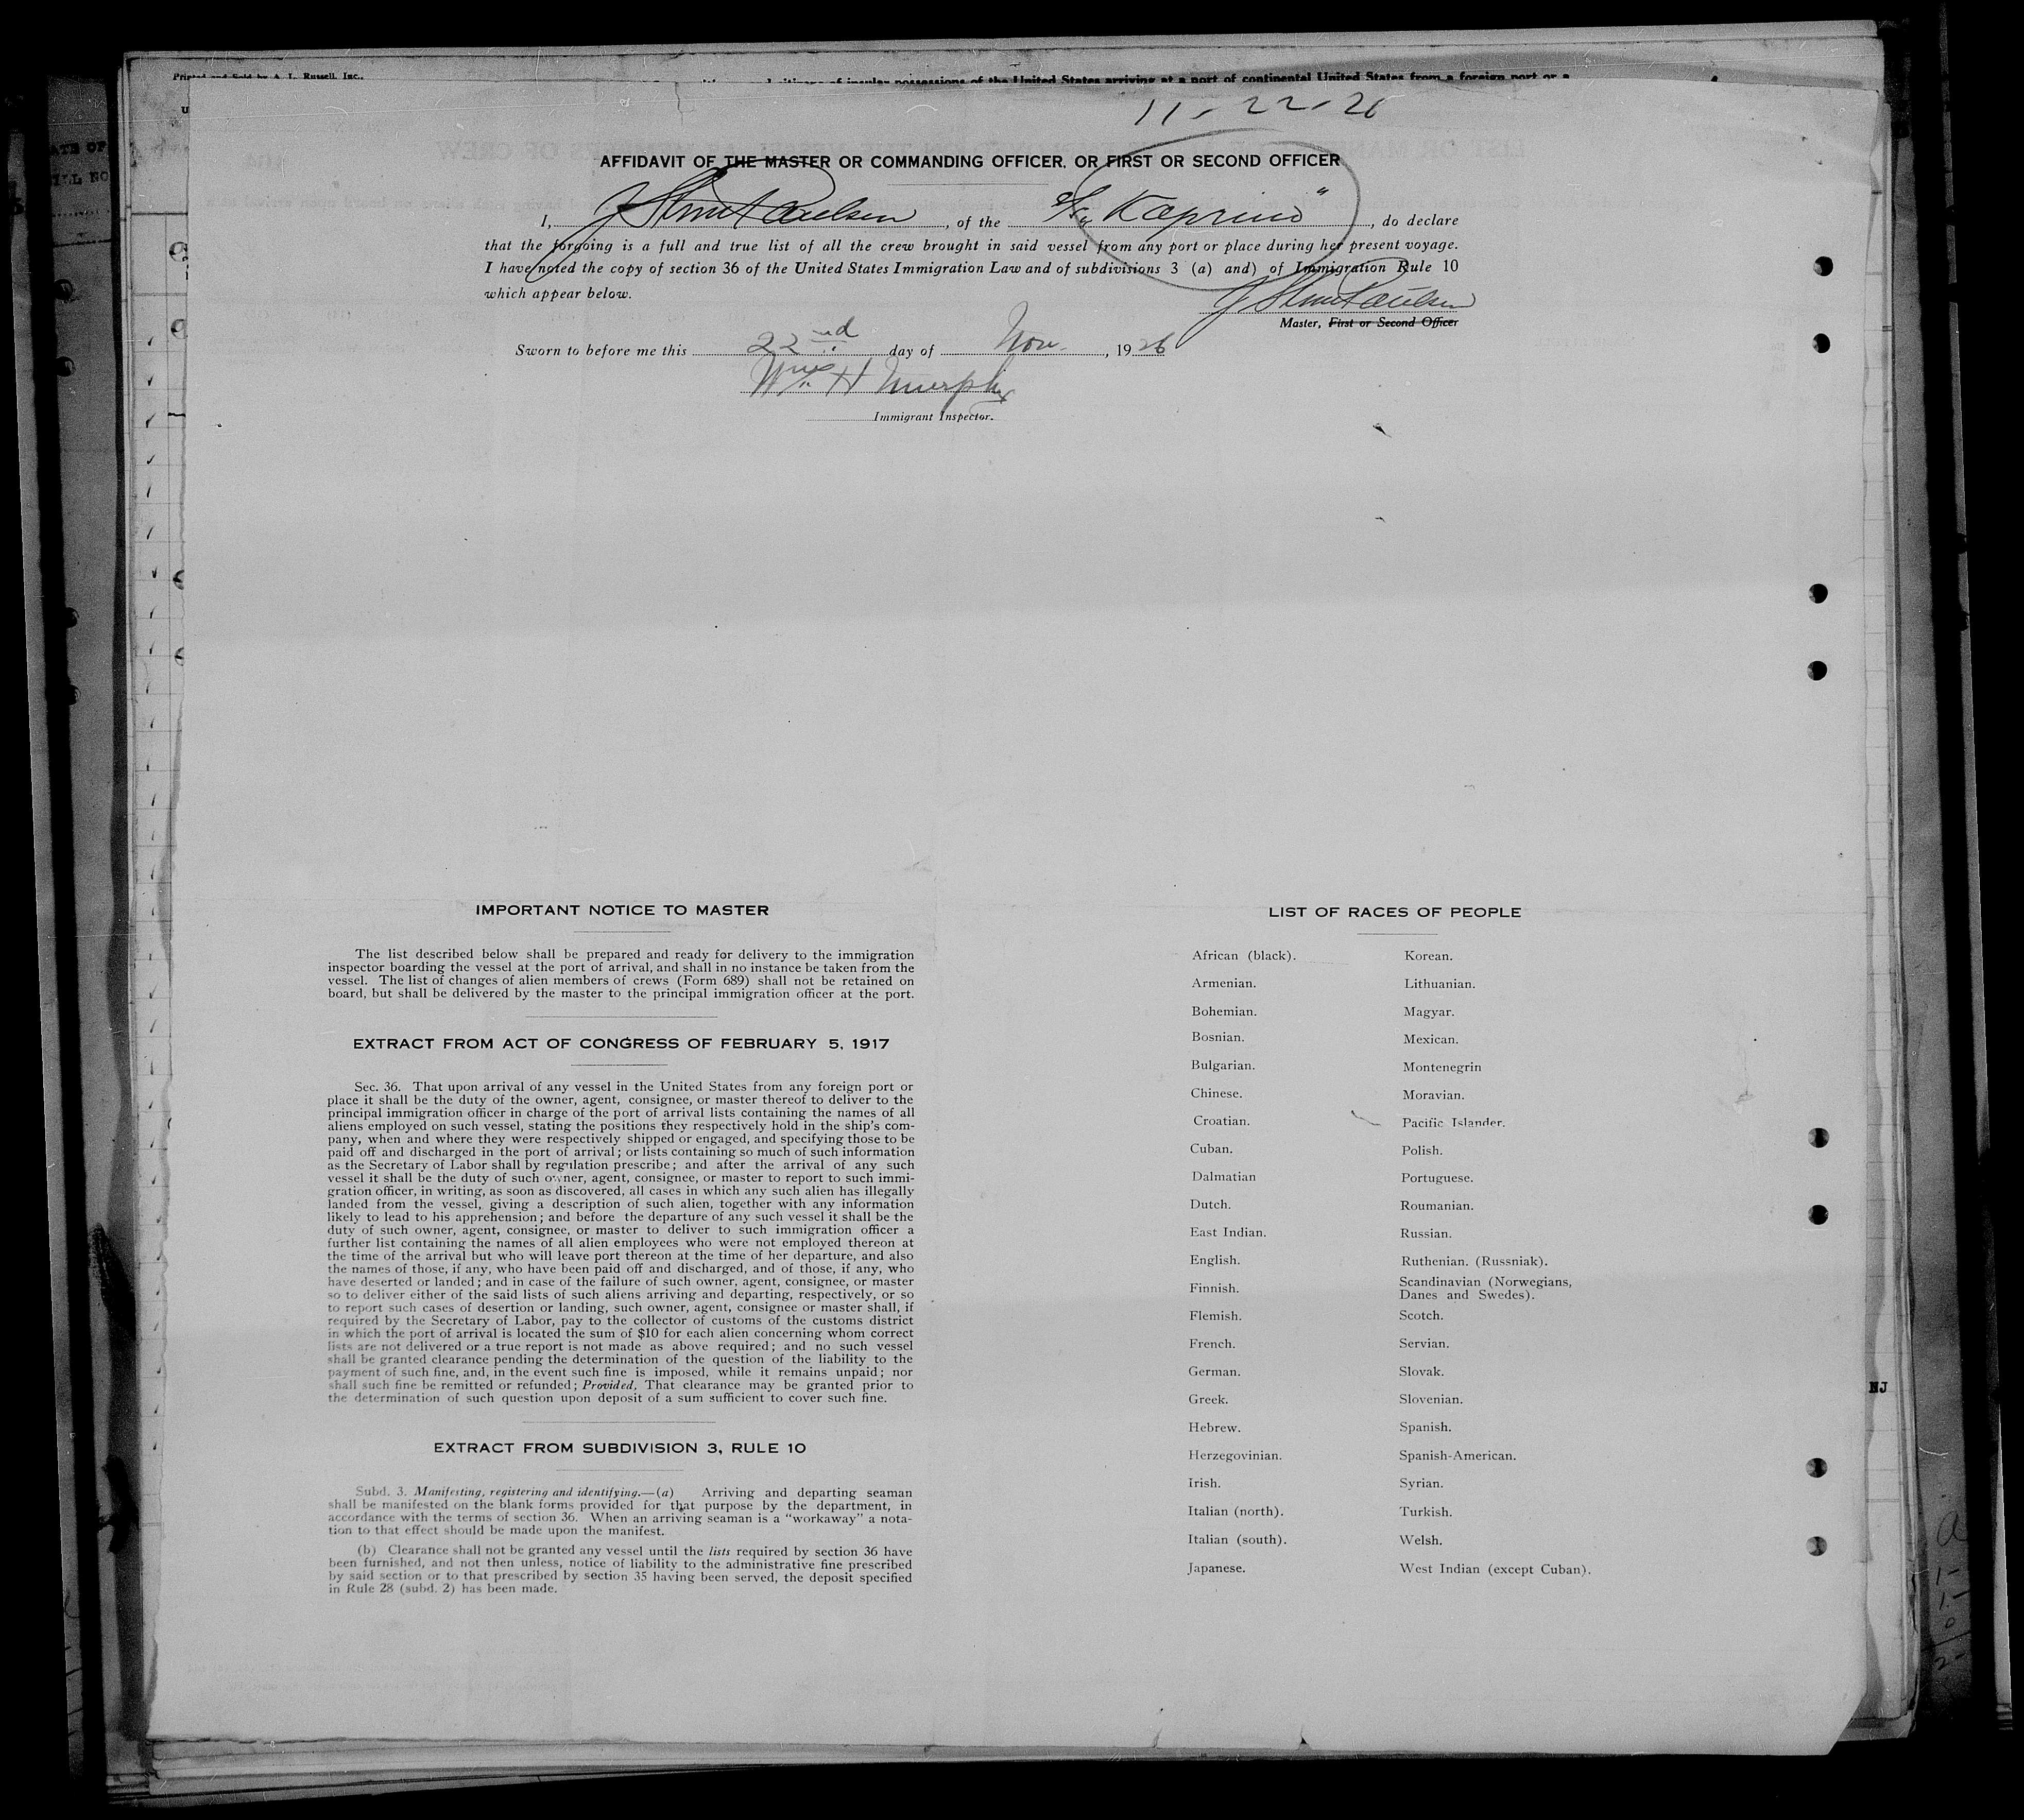 Printed and Sold by A. L. Russell, Inc.,
citizens of insular possessions of the United States arriving at a port of continental United States from a foreign port or a
11-22-26
AFFIDAVIT OF THE MASTER OR COMMANDING OFFICER, OR FIRST OR SECOND OFFICER
I, Paulsen, of the "Kaprino", do declare
that the forgoing is a full and true list of all the crew brought in said vessel from any port or place during her present voyage.
I have noted the copy of section 36 of the United States Immigration Law and of subdivisions 3 (a) and) of Immigration Rule 10
which appear below.
Paulsen
Master, First or Second Officer
Sworn to before me this 22nd day of Nov., 1926
Wm H Murphy
Immigrant Inspector.
IMPORTANT NOTICE TO MASTER
The list described below shall be prepared and ready for delivery to the immigration
inspector boarding the vessel at the port of arrival, and shall in no instance be taken from the
vessel. The list of changes of alien members of crews (Form 689) shall not be retained on
board, but shall be delivered by the master to the principal immigration officer at the port.
EXTRACT FROM ACT OF CONGRESS OF FEBRUARY 5, 1917
Sec. 36. That upon arrival of any vessel in the United States from any foreign port or
place it shall be the duty of the owner, agent, consignee, or master thereof to deliver to the
principal immigration officer in charge of the port of arrival lists containing the names of all
aliens employed on such vessel, stating the positions they respectively hold in the ship's com-
pany, when and where they were respectively shipped or engaged, and specifying those to be
paid off and discharged in the port of arrival; or lists containing so much of such information
as the Secretary of Labor shall by regulation prescribe; and after the arrival of any such
vessel it shall be the duty of such owner, agent, consignee, or master to report to such immi-
gration officer, in writing, as soon as discovered, all cases in which any such alien has illegally
landed from the vessel, giving a description of such alien, together with any information
likely to lead to his apprehension; and before the departure of any such vessel it shall be the
duty of such owner, agent, consignee, or master to deliver to such immigration officer a
further list containing the names of all alien employees who were not employed thereon at
the time of the arrival but who will leave port thereon at the time of her departure, and also
the names of those, if any, who have been paid off and discharged, and of those, if any, who
have deserted or landed; and in case of the failure of such owner, agent, consignee, or master
so to deliver either of the said lists of such aliens arriving and departing, respectively, or so
to report such cases of desertion or landing, such owner, agent, consignee or master shall, if
required by the Secretary of Labor, pay to the collector of customs of the customs district
in which the port of arrival is located the sum of $10 for each alien concerning whom correct
lists are not delivered or a true report is not made as above required; and no such vessel
shall be granted clearance pending the determination of the question of the liability to the
payment of such fine, and, in the event such fine is imposed, while it remains unpaid; nor
shall such fine be remitted or refunded; Provided, That clearance may be granted prior to
the determination of such question upon deposit of a sum sufficient to cover such fine.
EXTRACT FROM SUBDIVISION 3, RULE 10
Subd. 3. Manifesting, registering and identifying.—(a) Arriving and departing seaman
shall be manifested on the blank forms provided for that purpose by the department, in
accordance with the terms of section 36. When an arriving seaman is a "workaway" a nota-
tion to that effect should be made upon the manifest.
(b) Clearance shall not be granted any vessel until the lists required by section 36 have
been furnished, and not then unless, notice of liability to the administrative fine prescribed
by said section or to that prescribed by section 35 having been served, the deposit specified
in Rule 28 (subd. 2) has been made.
LIST OF RACES OF PEOPLE
African (black).
Armenian.
Bohemian.
Bosnian.
Bulgarian.
Chinese.
Croatian.
Cuban.
Dalmatian
Dutch.
East Indian.
English.
Finnish.
Flemish.
French.
German.
Greek.
Hebrew.
Herzegovinian.
Irish.
Italian (north).
Italian (south).
Japanese.
Korean.
Lithuanian.
Magyar.
Mexican.
Montenegrin
Moravian.
Pacific Islander.
Polish.
Portuguese.
Roumanian.
Russian.
Ruthenian. (Russniak).
Scandinavian (Norwegians,
Danes and Swedes).
Scotch.
Servian.
Slovak.
Slovenian.
Spanish.
Spanish-American.
Syrian.
Turkish.
Welsh.
West Indian (except Cuban).
NJ